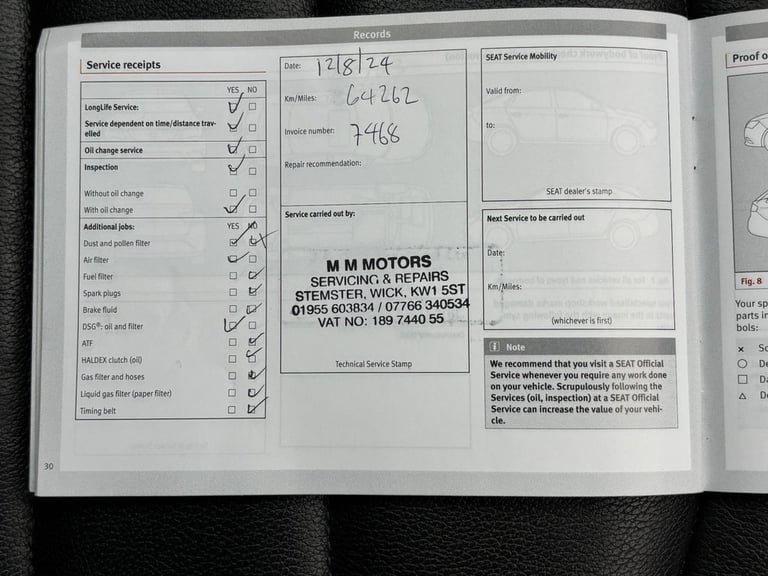 Records
Service receipts
YES NO
LongLife Service:
Service dependent on time/distance trav-
elled
Oil change service
Inspection
Without oil change
With oil change
Additional jobs: YES NO
Dust and pollen filter
Air filter
Fuel filter
Spark plugs
Brake fluid
DSG®: oil and filter
ATF
HALDEX clutch (oil)
Gas filter and hoses
Liquid gas filter (paper filter)
Timing belt
30
Date: 12/8/24
Km/Miles: 64262
Invoice number: 7468
Repair recommendation:
Service carried out by:
M M MOTORS
SERVICING & REPAIRS
STEMSTER, WICK, KW1 5ST
01955 603834 / 07766 340534
VAT NO: 189 7440 55
Technical Service Stamp
SEAT Service Mobility
Valid from:
to:
SEAT dealer's stamp
Next Service to be carried out
Date:
Km/Miles:
(whichever is first)
i Note
We recommend that you visit a SEAT Official
Service whenever you require any work done
on your vehicle. Scrupulously following the
Services (oil, inspection) at a SEAT Official
Service can increase the value of your vehi-
cle.
Proof o
Fig. 8
Your sp
parts in
bols: